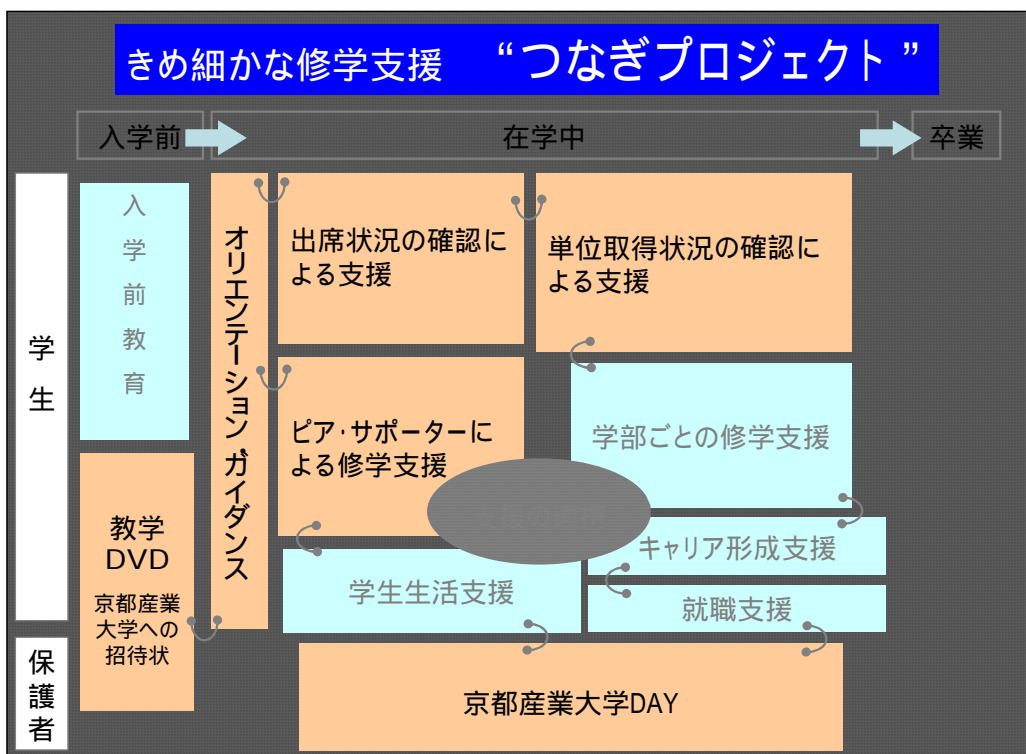 きめ細かな修学支援 “つなぎプロジェクト ”
入学前
在学中
卒業
学生
保護者
入学前教育
教学
DVD
京都産業
大学への
招待状
オリエンテーション、ガイダンス
出席状況の確認に
よる支援
単位取得状況の確認に
よる支援
ピア・サポーターに
よる修学支援
学部ごとの修学支援
キャリア形成支援
学生生活支援
就職支援
京都産業大学DAY